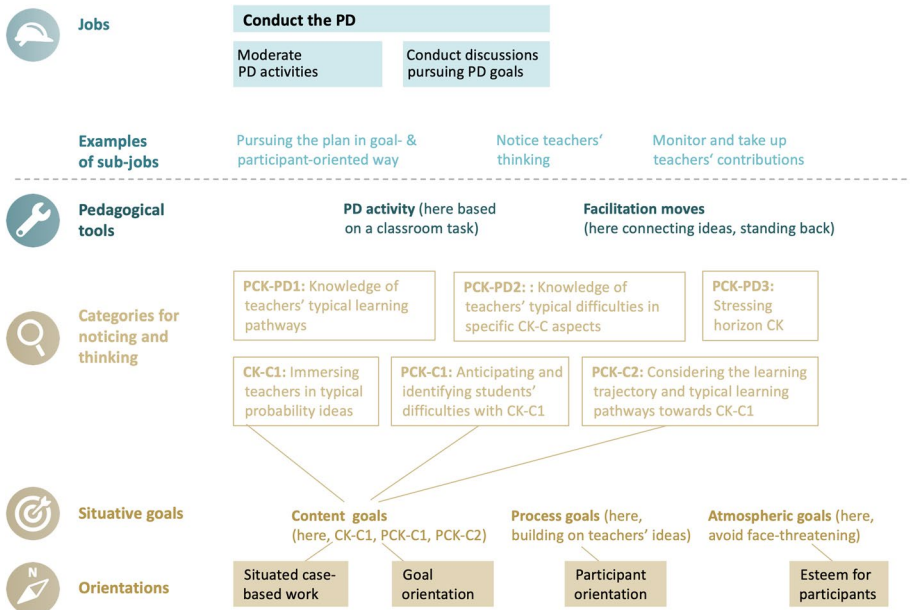 Jobs
Conduct the PD
Moderate
PD activities
Conduct discussions
pursuing PD goals
Examples
of sub-jobs
Pursuing the plan in goal- &
participant-oriented way
Notice teachers‘
thinking
Monitor and take up
teachers‘ contributions
Pedagogical
tools
PD activity (here based
on a classroom task)
Facilitation moves
(here connecting ideas, standing back)
Categories for
noticing and
thinking
PCK-PD1: Knowledge of
teachers’ typical learning
pathways
PCK-PD2: : Knowledge of
teachers’ typical difficulties in
specific CK-C aspects
PCK-PD3:
Stressing
horizon CK
CK-C1: Immersing
teachers in typical
probability ideas
PCK-C1: Anticipating and
identifying students’
difficulties with CK-C1
PCK-C2: Considering the learning
trajectory and typical learning
pathways towards CK-C1
Situative goals
Content goals
(here, CK-C1, PCK-C1, PCK-C2)
Process goals (here,
building on teachers’ ideas)
Atmospheric goals (here,
avoid face-threatening)
N
Orientations
Situated case-
based work
Goal
orientation
Participant
orientation
Esteem for
participants